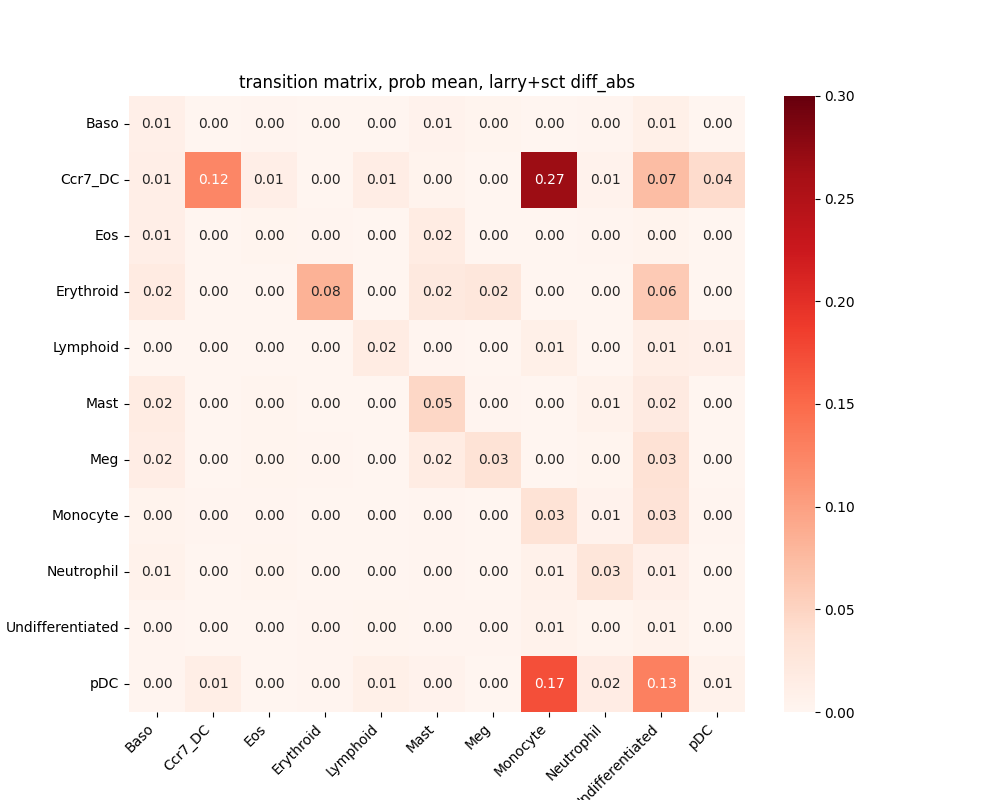 transition matrix, prob mean, larry+sct diff_abs
Baso 0.01 0.00 0.00 0.00 0.00 0.01 0.00 0.00 0.00 0.01 0.00
Ccr7_DC 0.01 0.12 0.01 0.00 0.01 0.00 0.00 0.27 0.01 0.07 0.04
Eos 0.01 0.00 0.00 0.00 0.00 0.02 0.00 0.00 0.00 0.00 0.00
Erythroid 0.02 0.00 0.00 0.08 0.00 0.02 0.02 0.00 0.00 0.06 0.00
Lymphoid 0.00 0.00 0.00 0.00 0.02 0.00 0.00 0.01 0.00 0.01 0.01
Mast 0.02 0.00 0.00 0.00 0.00 0.05 0.00 0.00 0.01 0.02 0.00
Meg 0.02 0.00 0.00 0.00 0.00 0.02 0.03 0.00 0.00 0.03 0.00
Monocyte 0.00 0.00 0.00 0.00 0.00 0.00 0.00 0.03 0.01 0.03 0.00
Neutrophil 0.01 0.00 0.00 0.00 0.00 0.00 0.00 0.01 0.03 0.01 0.00
Undifferentiated 0.00 0.00 0.00 0.00 0.00 0.00 0.00 0.01 0.00 0.01 0.00
pDC 0.00 0.01 0.00 0.00 0.01 0.00 0.00 0.17 0.02 0.13 0.01
Baso Ccr7_DC Eos Erythroid Lymphoid Mast Meg Monocyte Neutrophil ndifferentiated pDC
0.30
0.25
0.20
0.15
0.10
0.05
0.00